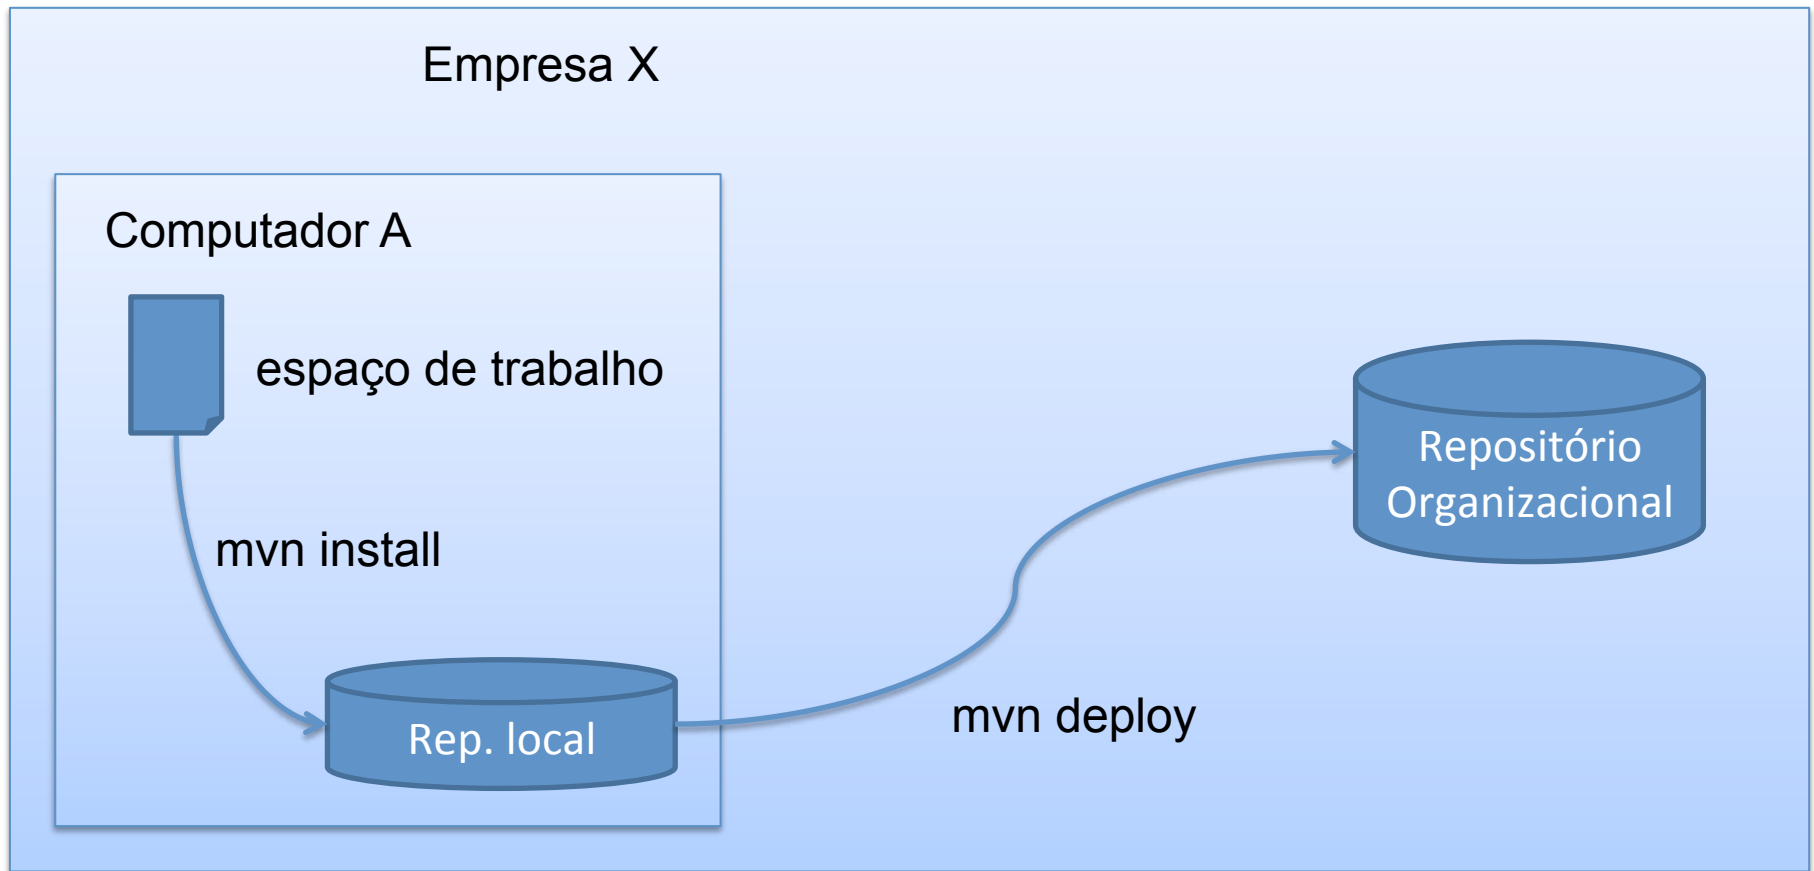 Empresa X
Computador A
espaço de trabalho
mvn install
Rep. local
mvn deploy
Repositório
Organizacional